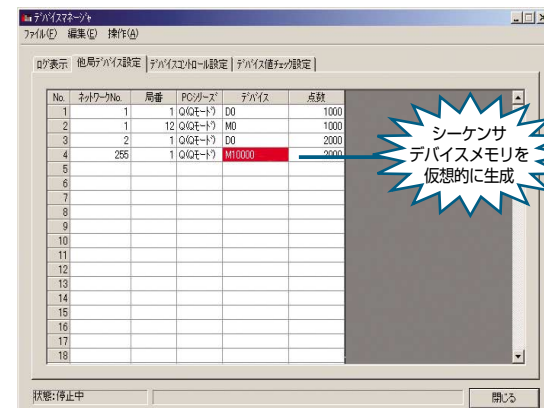 デバイスマネージャ
ファイル(F) 編集(E) 操作(A)
ログ表示 他局デバイス設定 デバイスコントロール設定 デバイス値チェック設定
No. ネットワークNo. 局番 PCシリーズ デバイス 点数
1 1 1 Q(Qモード) D0 1000
2 1 12 Q(Qモード) M0 1000
3 2 1 Q(Qモード) D0 2000
4 255 1 Q(Qモード) M10000 2000
5
6
7
8
9
10
11
12
13
14
15
16
17
18
シーケンサ
デバイスメモリを
仮想的に生成
状態:停止中
閉じる